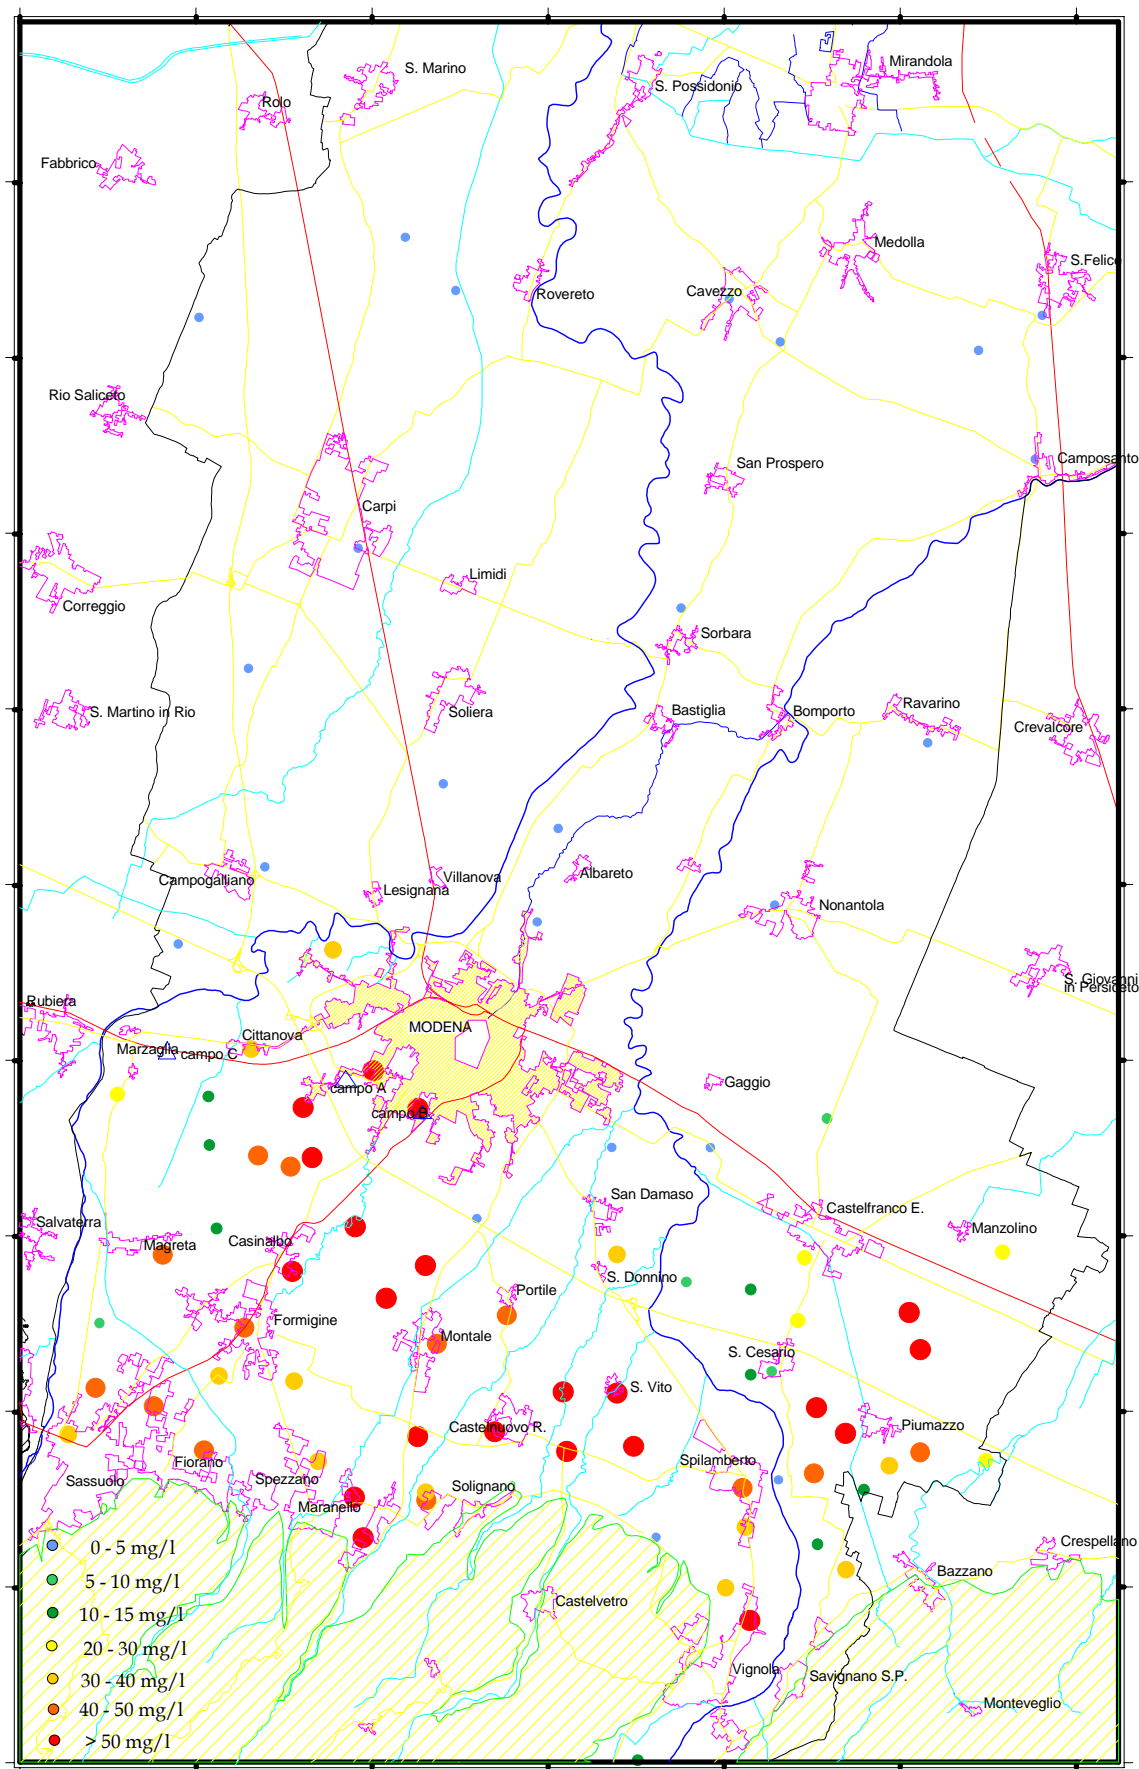 S. Marino
Mirandola
S. Possidonio
Rolo
Fabbrico
Medolla
S.Felice
Rovereto
Cavezzo
Rio Saliceto
San Prospero
Camposanto
Carpi
Limidi
Correggio
Sorbara
S. Martino in Rio
Soliera
Bastiglia
Bomporto
Ravarino
Crevalcore
Campogalliano
Lesignana
Villanova
Albareto
Nonantola
S. Giovanni
in Persiceto
Rubiera
Cittanova
MODENA
Marzaglia
campo C
campo A
Gaggio
campo B
San Damaso
Castelfranco E.
Salvaterra
Magreta
Casinalbo
Manzolino
S. Donnino
Portile
Formigine
Montale
S. Cesario
S. Vito
Castelnuovo R.
Piumazzo
Fiorano
Spilamberto
Sassuolo
Spezzano
Solignano
Maranello
Crespellano
Bazzano
Castelvetro
Vignola
Savignano S.P.
Monteveglio
0 - 5 mg/l
5 - 10 mg/l
10 - 15 mg/l
20 - 30 mg/l
30 - 40 mg/l
40 - 50 mg/l
> 50 mg/l